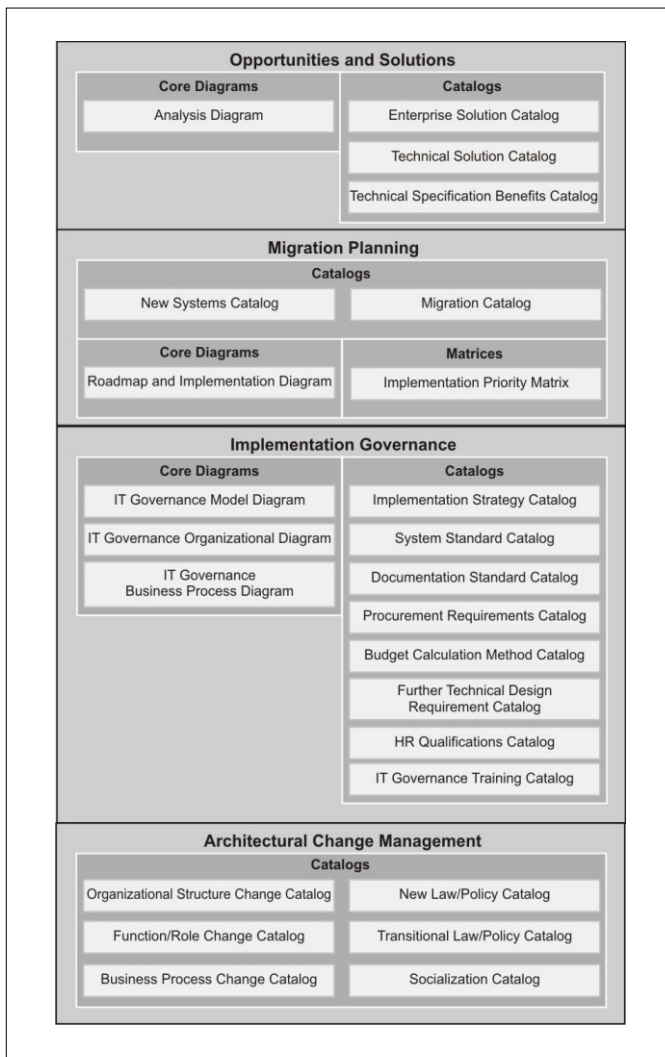 Opportunities and Solutions
Core Diagrams
Analysis Diagram
Catalogs
Enterprise Solution Catalog
Technical Solution Catalog
Technical Specification Benefits Catalog
Migration Planning
Catalogs
New Systems Catalog
Migration Catalog
Core Diagrams
Roadmap and Implementation Diagram
Matrices
Implementation Priority Matrix
Implementation Governance
Core Diagrams
IT Governance Model Diagram
IT Governance Organizational Diagram
IT Governance
Business Process Diagram
Catalogs
Implementation Strategy Catalog
System Standard Catalog
Documentation Standard Catalog
Procurement Requirements Catalog
Budget Calculation Method Catalog
Further Technical Design
Requirement Catalog
HR Qualifications Catalog
IT Governance Training Catalog
Architectural Change Management
Catalogs
Organizational Structure Change Catalog
New Law/Policy Catalog
Function/Role Change Catalog
Transitional Law/Policy Catalog
Business Process Change Catalog
Socialization Catalog